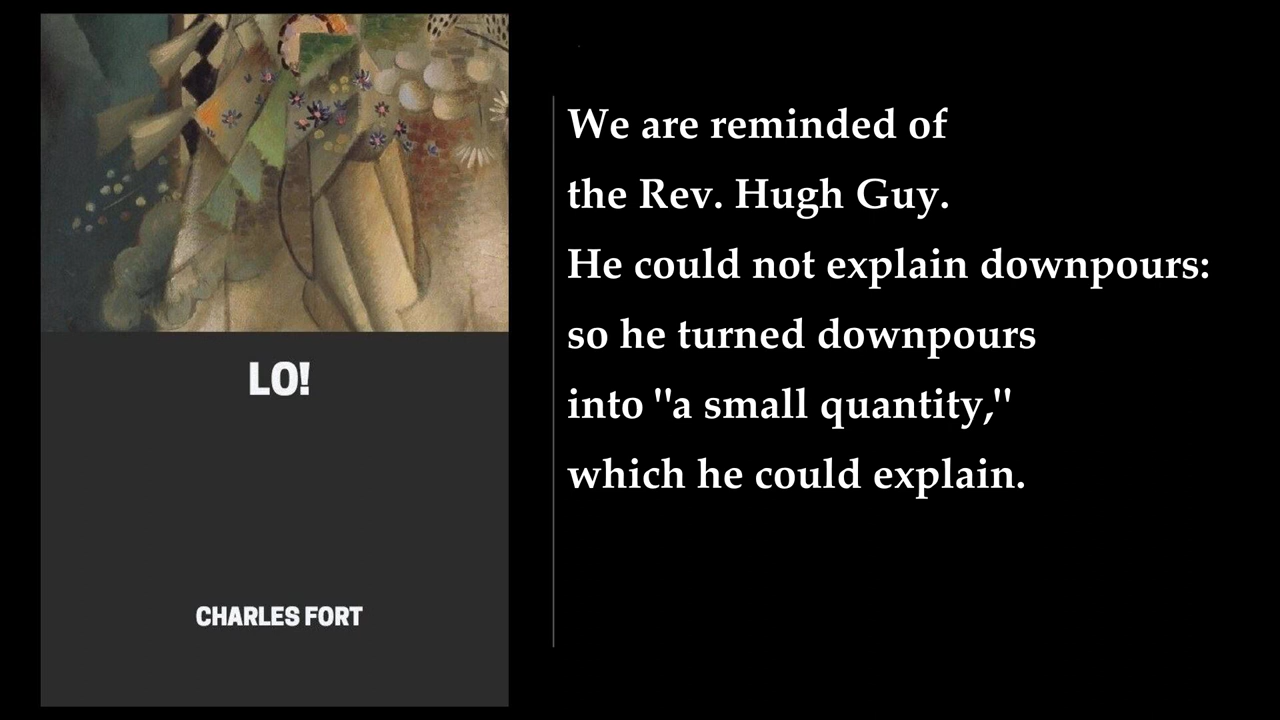 LO!
CHARLES FORT
We are reminded of
the Rev. Hugh Guy.
He could not explain downpours:
so he turned downpours
into "a small quantity,"
which he could explain.